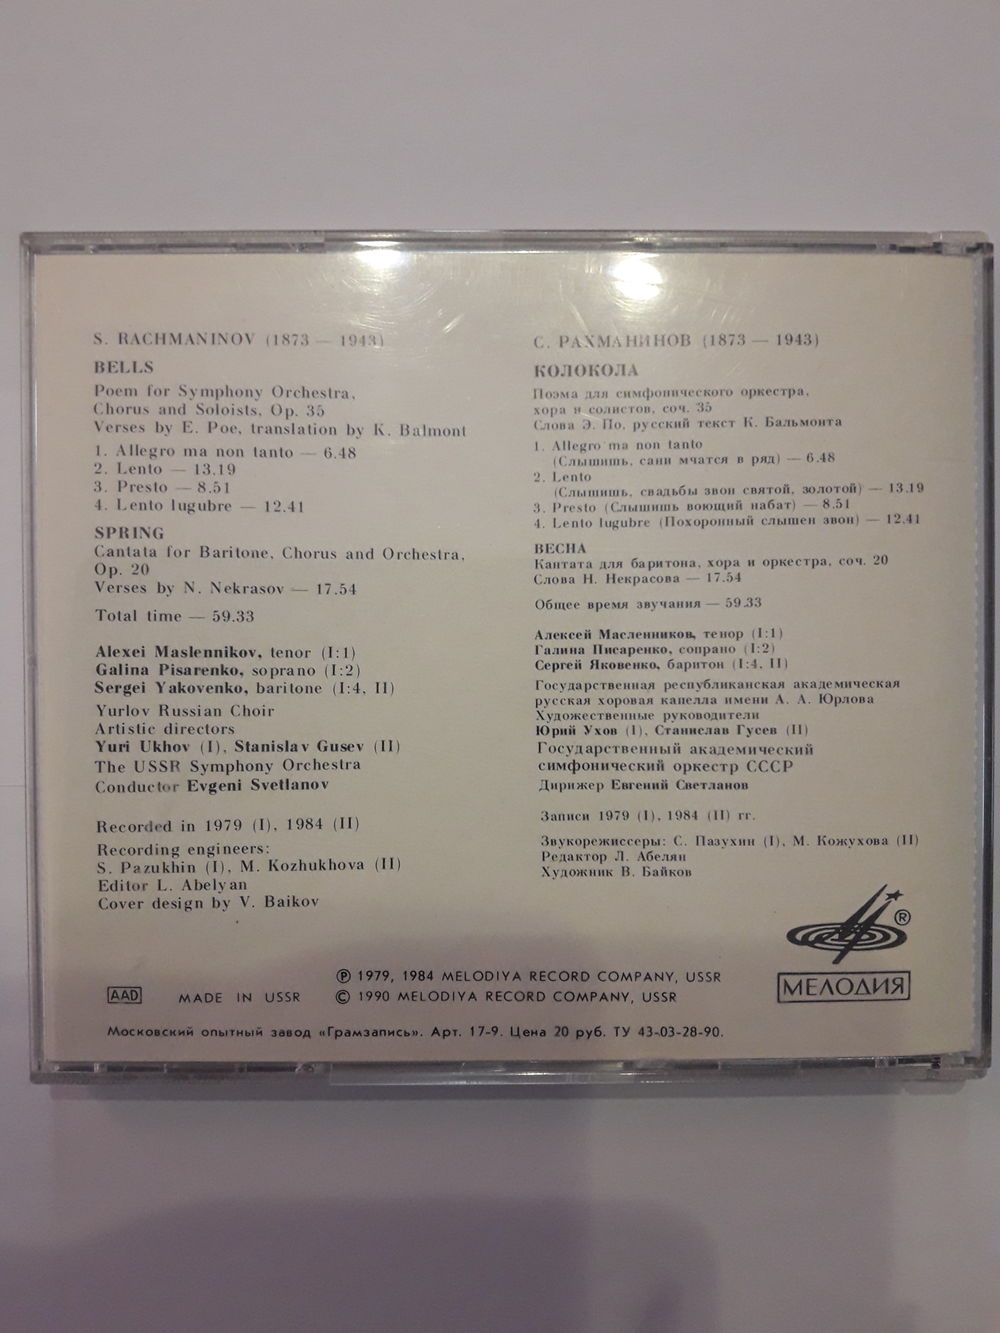 S. RACHMANINOV (1873 — 1943)
BELLS
Poem for Symphony Orchestra,
Chorus and Soloists, Op. 35
Verses by E. Poe, translation by K. Balmont
1. Allegro ma non tanto — 6.48
2. Lento — 13.19
3. Presto — 8.51
4. Lento lugubre — 12.41
SPRING
Cantata for Baritone, Chorus and Orchestra,
Op. 20
Verses by N. Nekrasov — 17.54
Total time — 59.33
Alexei Maslennikov, tenor (I:1)
Galina Pisarenko, soprano (I:2)
Sergei Yakovenko, baritone (I:4, II)
Yurlov Russian Choir
Artistic directors
Yuri Ukhov (I), Stanislav Gusev (II)
The USSR Symphony Orchestra
Conductor Evgeni Svetlanov
Recorded in 1979 (I), 1984 (II)
Recording engineers:
S. Pazukhin (I), M. Kozhukhova (II)
Editor L. Abelyan
Cover design by V. Baikov
С. РАХМАНИНОВ (1873 — 1943)
КОЛОКОЛА
Поэма для симфонического оркестра,
хора и солистов, соч. 35
Слова Э. По, русский текст К. Бальмонта
1. Allegro ma non tanto
(Слышишь, сани мчатся в ряд) — 6.48
2. Lento
(Слышишь, свадьбы звон святой, золотой) — 13.19
3. Presto (Слышишь воющий набат) — 8.51
4. Lento lugubre (Похоронный слышен звон) — 12.41
ВЕСНА
Кантата для баритона, хора и оркестра, соч. 20
Слова Н. Некрасова — 17.54
Общее время звучания — 59.33
Алексей Масленников, тенор (I:1)
Галина Писаренко, сопрано (I:2)
Сергей Яковенко, баритон (I:4, II)
Государственная республиканская академическая
русская хоровая капелла имени А. А. Юрлова
Художественные руководители
Юрий Ухов (I), Станислав Гусев (II)
Государственный академический
симфонический оркестр СССР
Дирижер Евгений Светланов
Записи 1979 (I), 1984 (II) гг.
Звукорежиссеры: С. Пазухин (I), М. Кожухова (II)
Редактор Л. Абелян
Художник В. Байков
®
МЕЛОДИЯ
℗ 1979, 1984 MELODIYA RECORD COMPANY, USSR
AAD MADE IN USSR © 1990 MELODIYA RECORD COMPANY, USSR
Московский опытный завод «Грамзапись». Арт. 17-9. Цена 20 руб. ТУ 43-03-28-90.